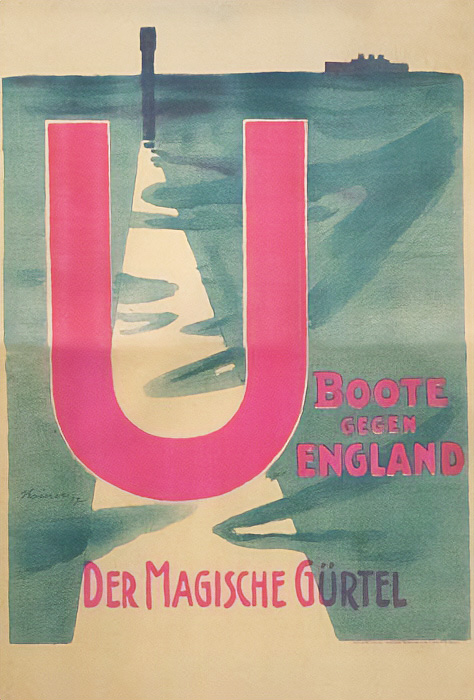 U
BOOTE
GEGEN
ENGLAND
DER MAGISCHE GÜRTEL